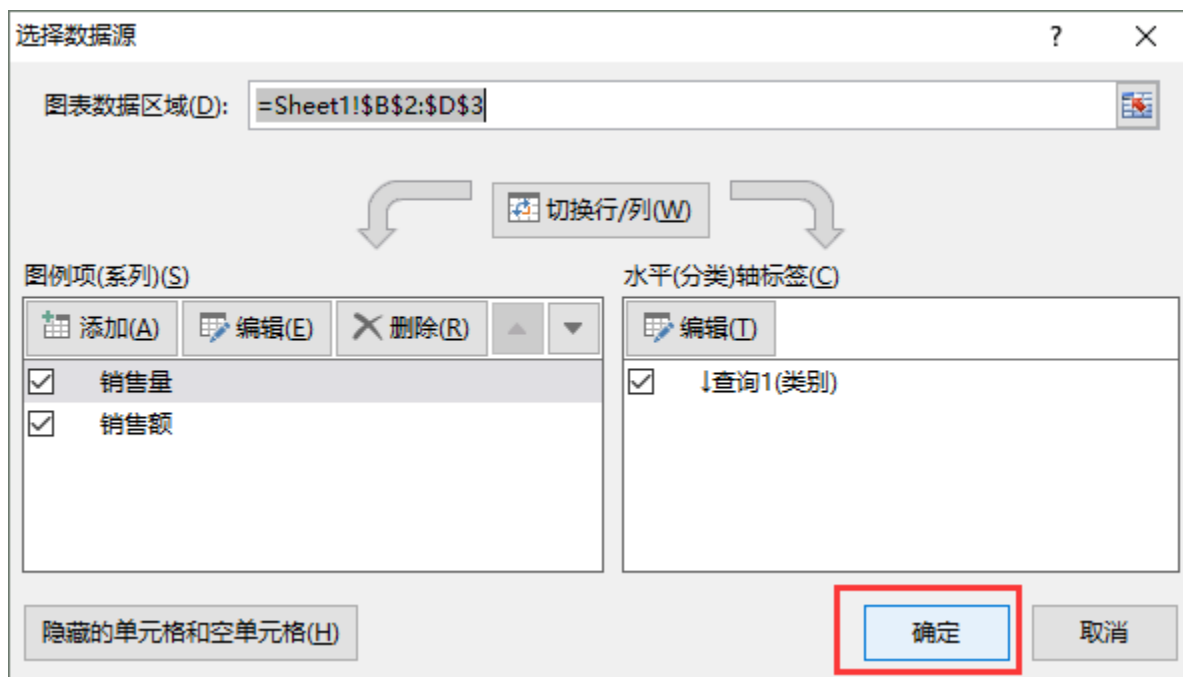 选择数据源
图表数据区域(D):
=Sheet1!$B$2:$D$3
切换行/列(W)
图例项(系列)(S)
水平(分类)轴标签(C)
添加(A) 编辑(E) 删除(R)
编辑(T)
销售量
↓查询1(类别)
销售额
隐藏的单元格和空单元格(H)
确定
取消